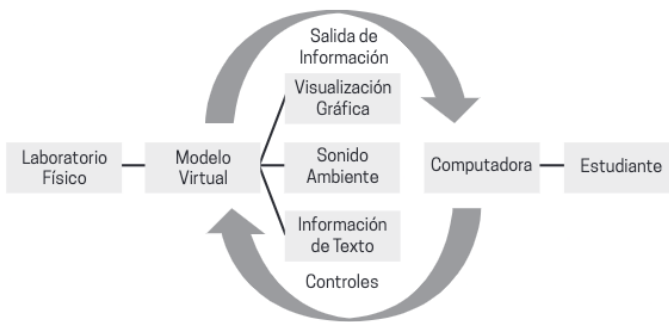 Salida de
Información
Visualización
Gráfica
Laboratorio
Físico
Modelo
Virtual
Sonido
Ambiente
Computadora
Estudiante
Información
de Texto
Controles